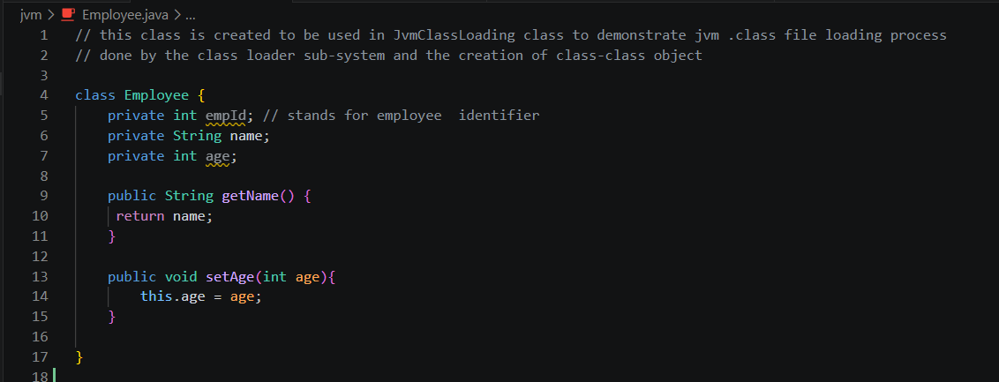 jvm > Employee.java > ...
1 // this class is created to be used in JvmClassLoading class to demonstrate jvm .class file loading process
2 // done by the class loader sub-system and the creation of class-class object
3
4 class Employee {
5 private int empId; // stands for employee  identifier
6 private String name;
7 private int age;
8
9 public String getName() {
10 return name;
11 }
12
13 public void setAge(int age){
14 this.age = age;
15 }
16
17 }
18